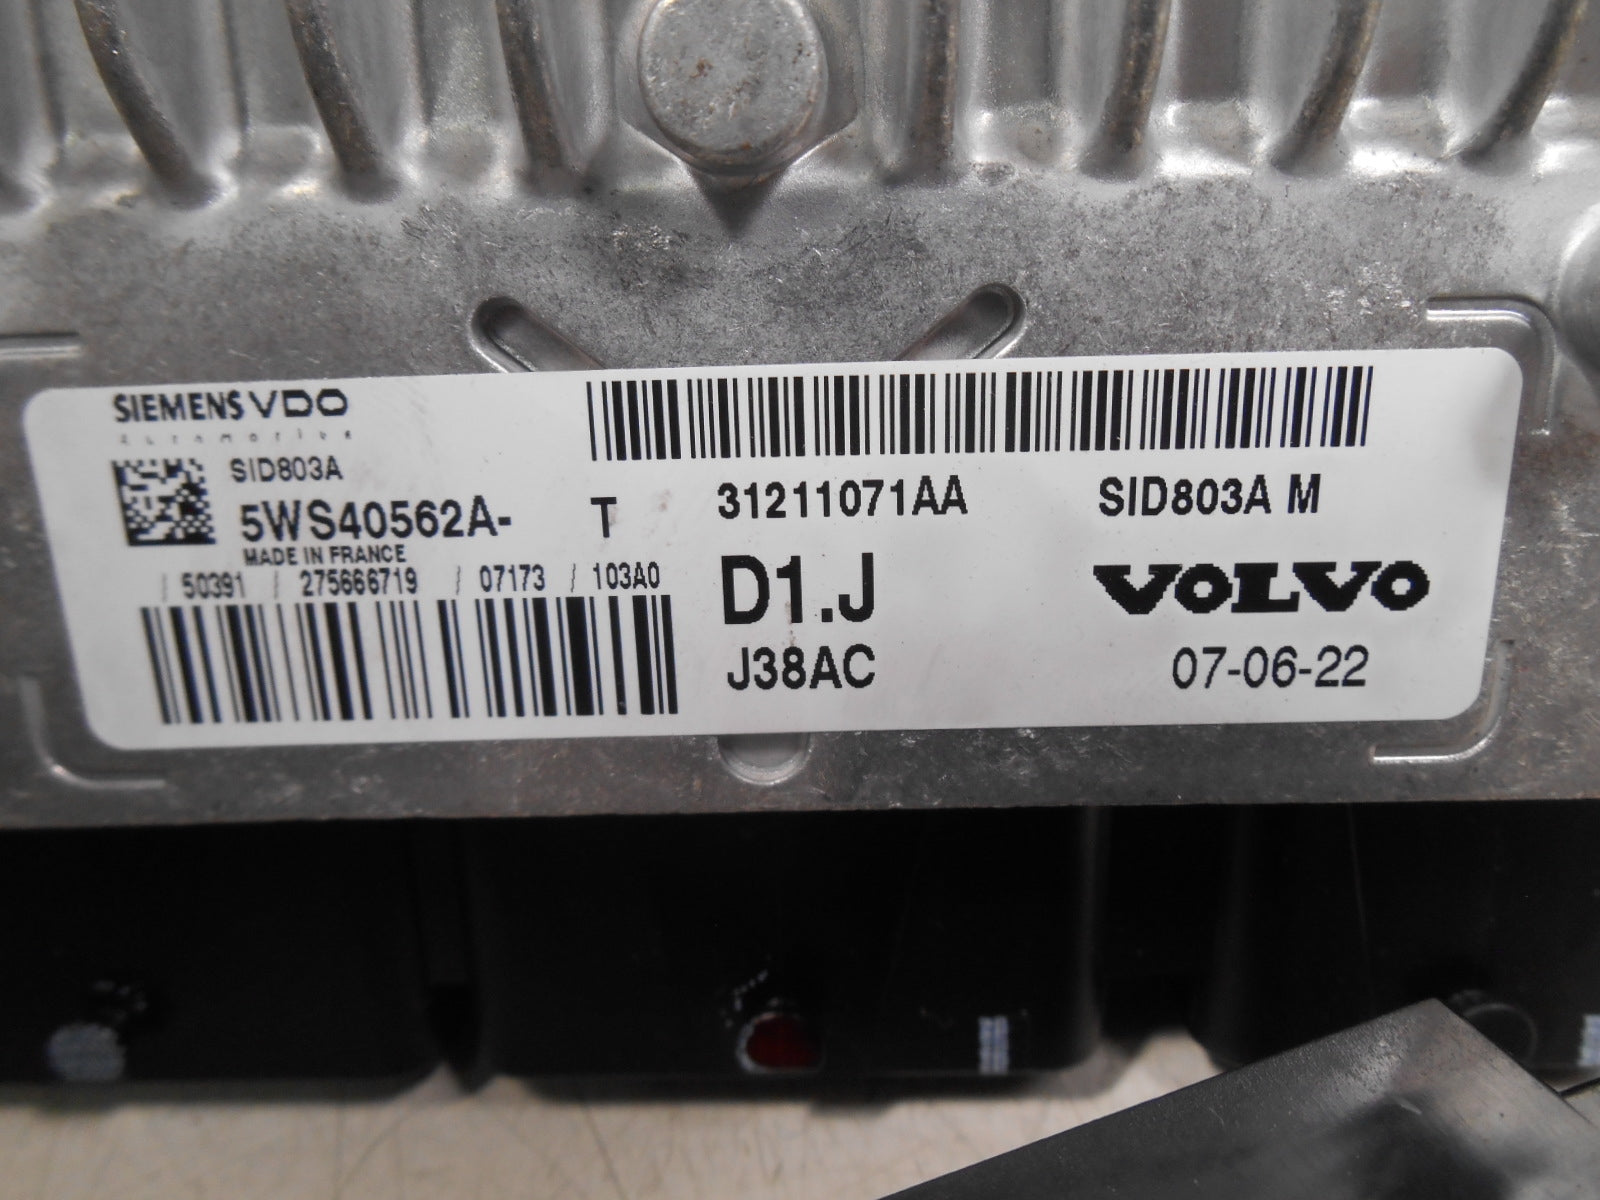 SIEMENS VDO
Automotive
SID803A
5WS40562A- T
MADE IN FRANCE
/ 50391 / 275666719 / 07173 / 103A0
31211071AA SID803A M
D1.J VOLVO
J38AC 07-06-22